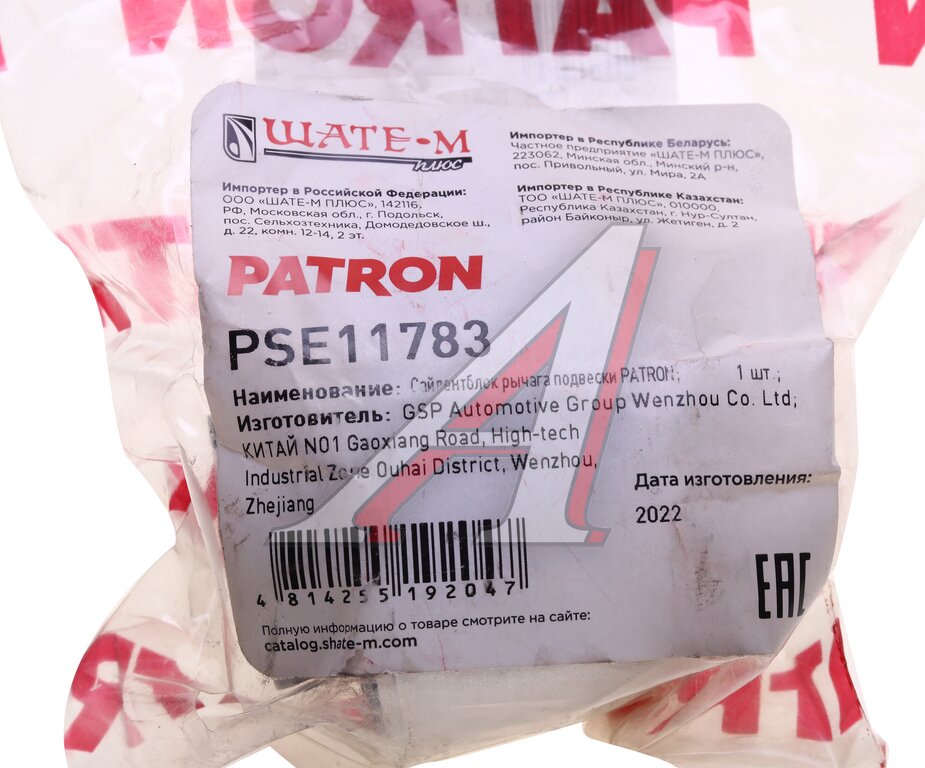 ПАТРОН
ШАТЕ-М
плюс
Импортер в Российской Федерации:
ООО «ШАТЕ-М ПЛЮС», 142116,
РФ, Московская обл., г. Подольск,
пос. Сельхозтехника, Домодедовское ш.,
д. 22, комн. 12-14, 2 эт.
Импортер в Республике Беларусь:
Частное предприятие «ШАТЕ-М ПЛЮС»,
223062, Минская обл., Минский р-н,
пос. Привольный, ул. Мира, 2А
Импортер в Республике Казахстан:
ТОО «ШАТЕ-М ПЛЮС», 010000,
Республика Казахстан, г. Нур-Султан,
район Байконыр, ул. Жетиген, д. 2
PATRON
PSE11783
Наименование: Сайлентблок рычага подвески PATRON; 1 шт.;
Изготовитель: GSP Automotive Group Wenzhou Co. Ltd;
КИТАЙ NO1 Gaoxiang Road, High-tech
Industrial Zone Ouhai District, Wenzhou,
Zhejiang
Дата изготовления:
2022
4 814255 192047
EAC
Полную информацию о товаре смотрите на сайте:
catalog.shate-m.com